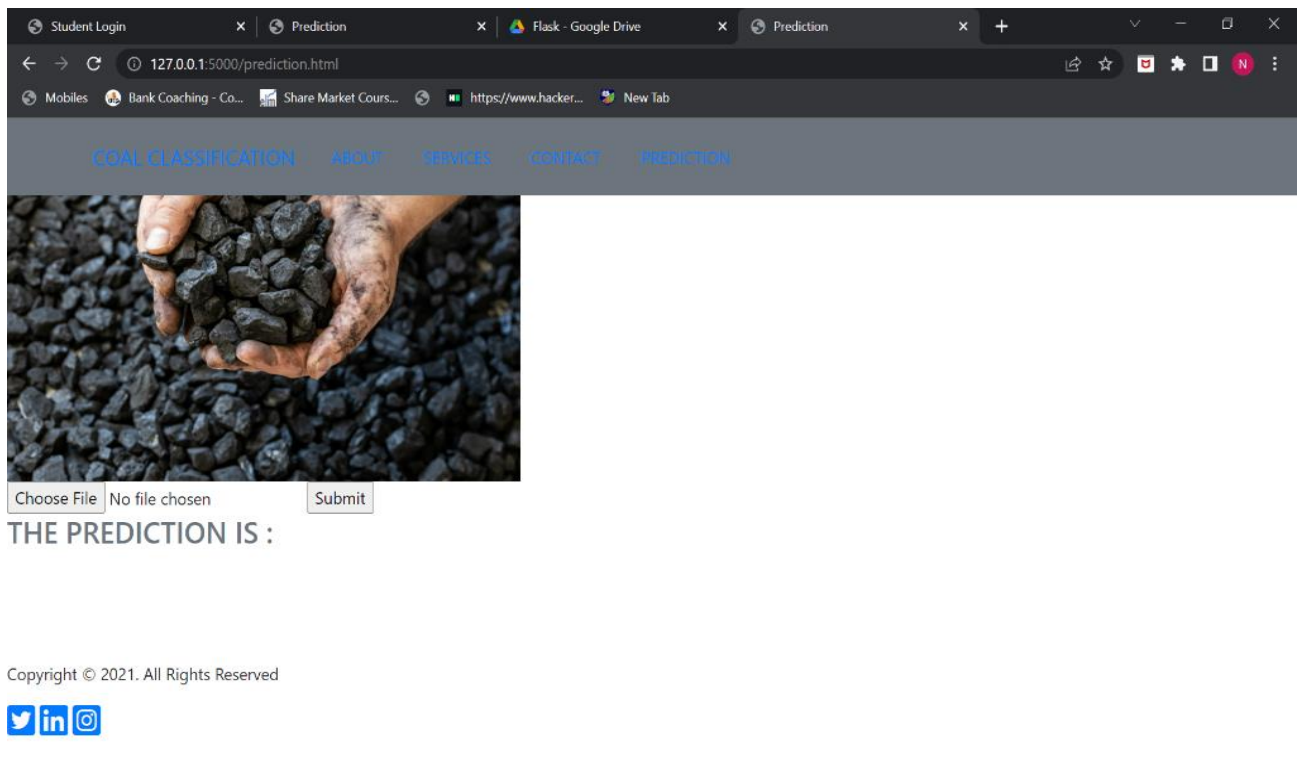 Student Login Prediction Flask - Google Drive Prediction
127.0.0.1:5000/prediction.html N
Mobiles Bank Coaching - Co... Share Market Cours... https://www.hacker... New Tab
COAL CLASSIFICATION ABOUT SERVICES CONTACT PREDICTION
Choose File No file chosen Submit
THE PREDICTION IS :
Copyright © 2021. All Rights Reserved
in